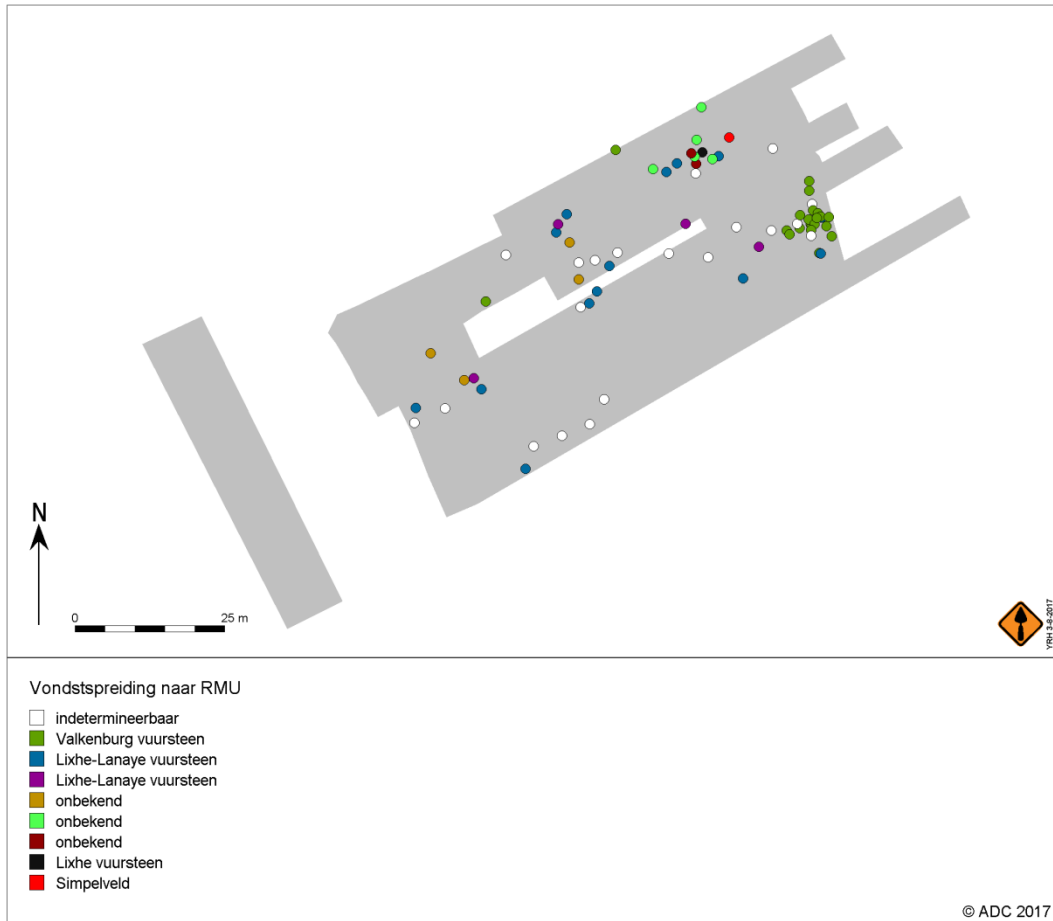 N
0 25 m
YRH 3-8-2017
Vondstspreiding naar RMU
indetermineerbaar
Valkenburg vuursteen
Lixhe-Lanaye vuursteen
Lixhe-Lanaye vuursteen
onbekend
onbekend
onbekend
Lixhe vuursteen
Simpelveld
© ADC 2017